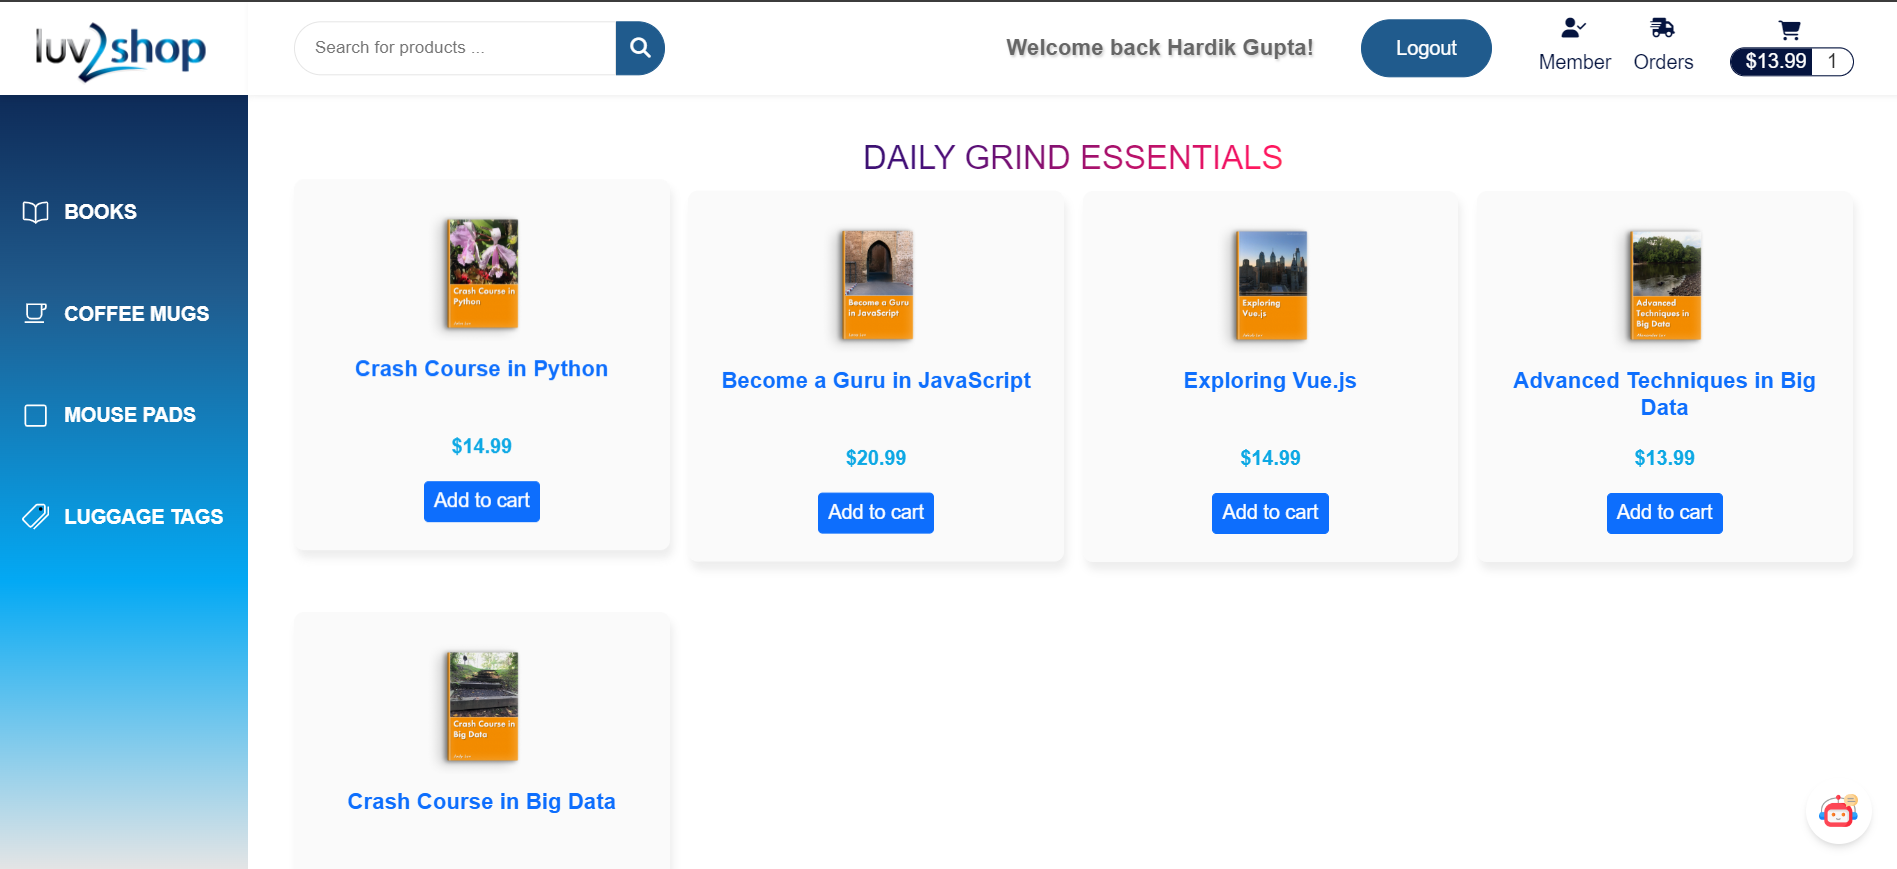 luv2shop
Search for products ...
Welcome back Hardik Gupta!
Logout
Member
Orders
$13.99 1
BOOKS
COFFEE MUGS
MOUSE PADS
LUGGAGE TAGS
DAILY GRIND ESSENTIALS
Crash Course in
Python
Crash Course in Python
$14.99
Add to cart
Become a Guru
in JavaScript
Become a Guru in JavaScript
$20.99
Add to cart
Exploring
Vue.js
Exploring Vue.js
$14.99
Add to cart
Advanced
Techniques in
Big Data
Advanced Techniques in Big
Data
$13.99
Add to cart
Crash Course in
Big Data
Crash Course in Big Data